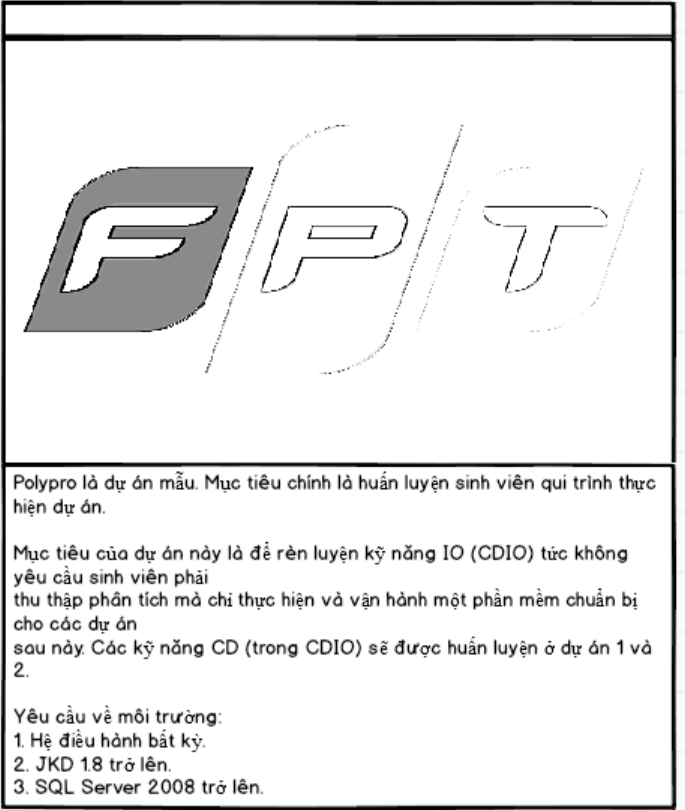 FPT
Polypro là dự án mẫu. Mục tiêu chính là huấn luyện sinh viên qui trình thực
hiện dự án.
Mục tiêu của dự án này là để rèn luyện kỹ năng IO (CDIO) tức không
yêu cầu sinh viên phải
thu thập phân tích mà chỉ thực hiện và vận hành một phần mềm chuẩn bị
cho các dự án
sau này. Các kỹ năng CD (trong CDIO) sẽ được huấn luyện ở dự án 1 và
2.
Yêu cầu về môi trường:
1. Hệ điều hành bất kỳ.
2. JKD 1.8 trở lên.
3. SQL Server 2008 trở lên.